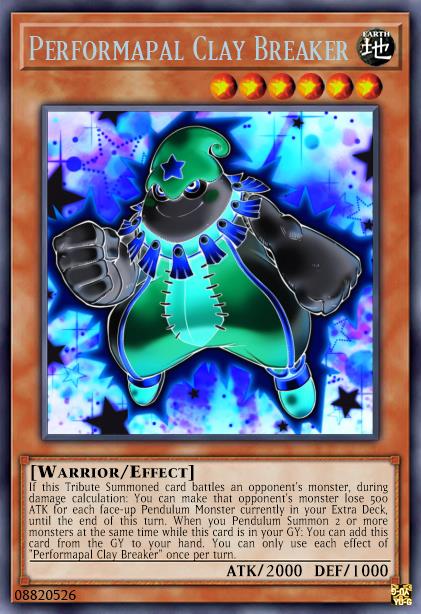 PERFORMAPAL CLAY BREAKER
EARTH
地
[WARRIOR/EFFECT]
If this Tribute Summoned card battles an opponent's monster, during
damage calculation: You can make that opponent's monster lose 500
ATK for each face-up Pendulum Monster currently in your Extra Deck,
until the end of this turn. When you Pendulum Summon 2 or more
monsters at the same time while this card is in your GY: You can add this
card from the GY to your hand. You can only use each effect of
"Performapal Clay Breaker" once per turn.
ATK/2000 DEF/1000
08820526